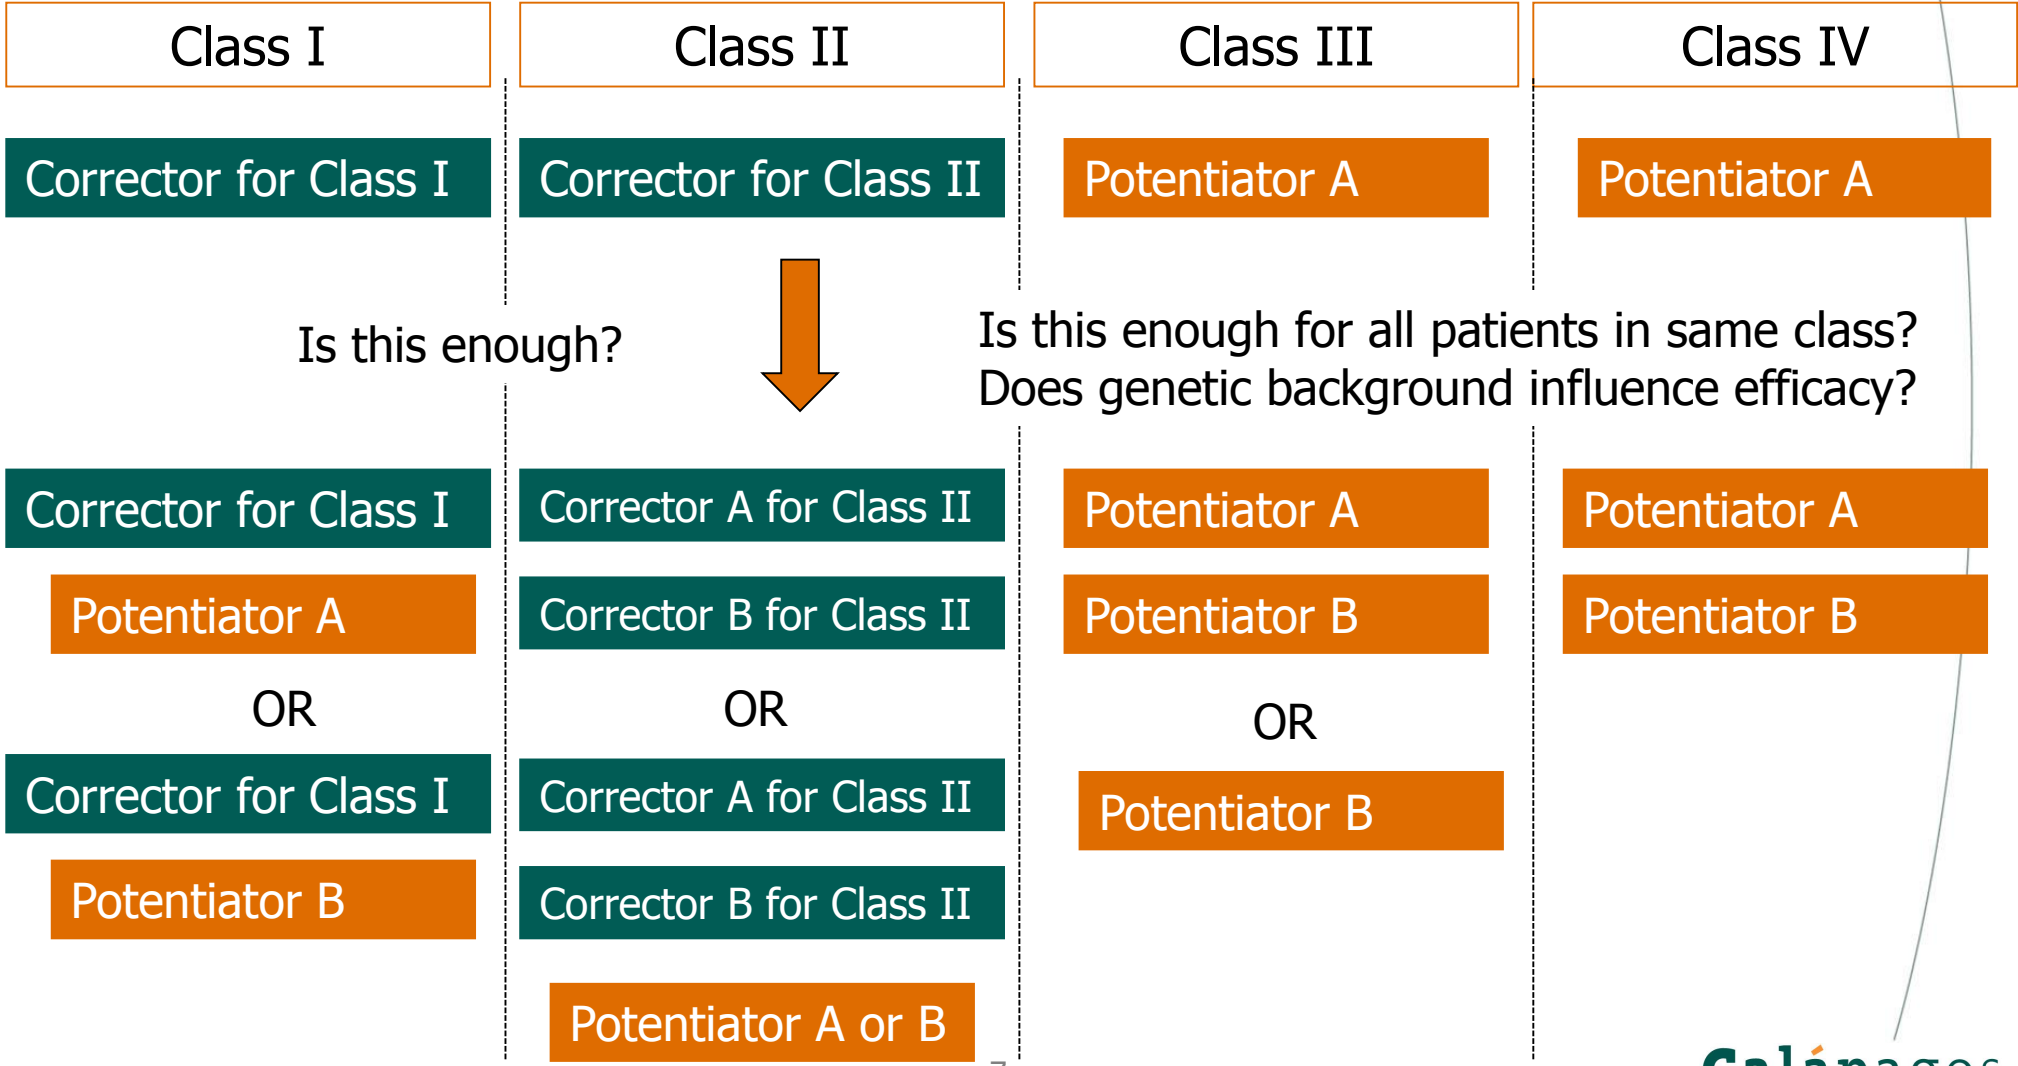 Class I
Class II
Class III
Class IV
Corrector for Class I
Corrector for Class II
Potentiator A
Potentiator A
Is this enough?
Is this enough for all patients in same class?
Does genetic background influence efficacy?
Corrector for Class I
Potentiator A
OR
Corrector for Class I
Potentiator B
Corrector A for Class II
Corrector B for Class II
OR
Corrector A for Class II
Corrector B for Class II
Potentiator A or B
Potentiator A
Potentiator B
OR
Potentiator B
Potentiator A
Potentiator B
Galápagos